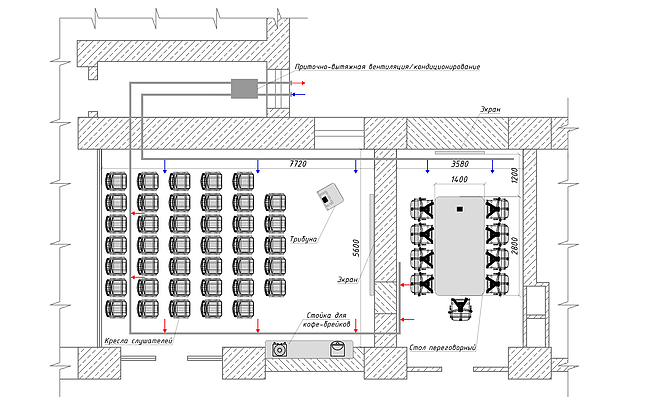 Приточно-вытяжная вентиляция/кондиционирование
Экран
7720
3580
1400
1200
2800
5600
Трибуна
Экран
Стойка для
кофе-брейков
Кресла слушателей
Стол переговорный